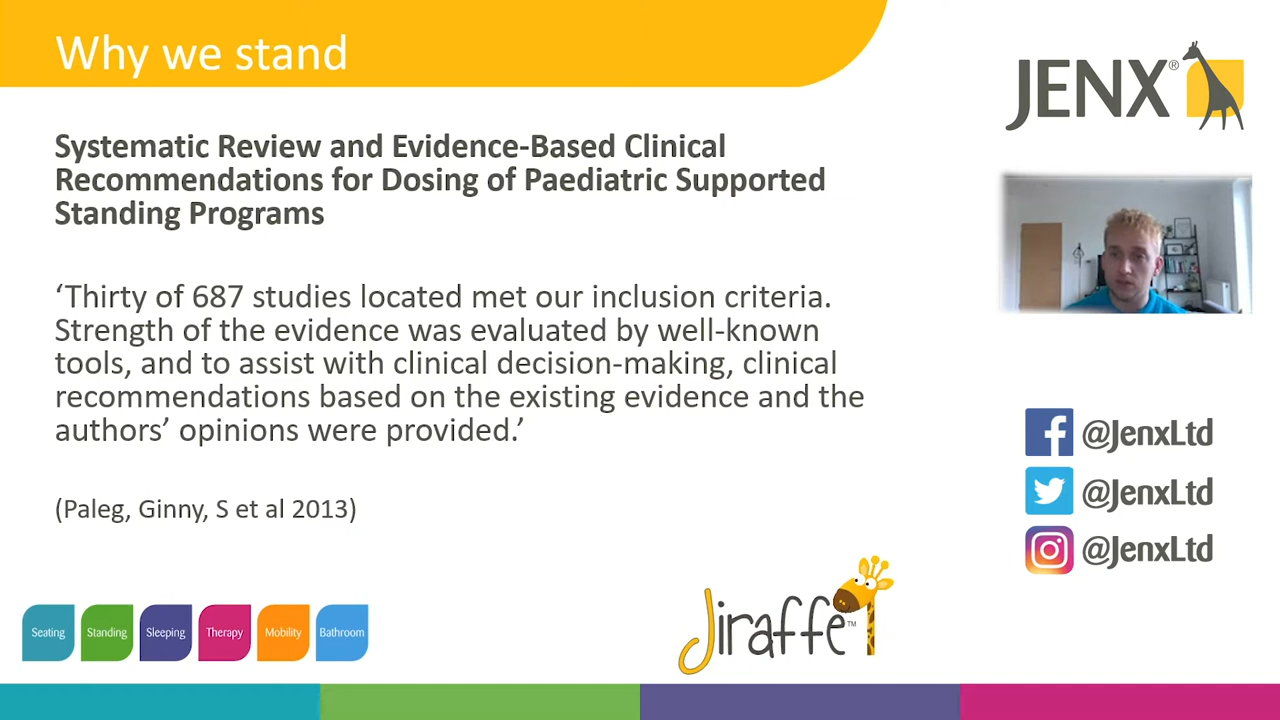 Why we stand
JENX®
Systematic Review and Evidence-Based Clinical
Recommendations for Dosing of Paediatric Supported
Standing Programs
‘Thirty of 687 studies located met our inclusion criteria.
Strength of the evidence was evaluated by well-known
tools, and to assist with clinical decision-making, clinical
recommendations based on the existing evidence and the
authors’ opinions were provided.’
(Paleg, Ginny, S et al 2013)
@JenxLtd
@JenxLtd
@JenxLtd
Seating Standing Sleeping Therapy Mobility Bathroom
Jiraffe™